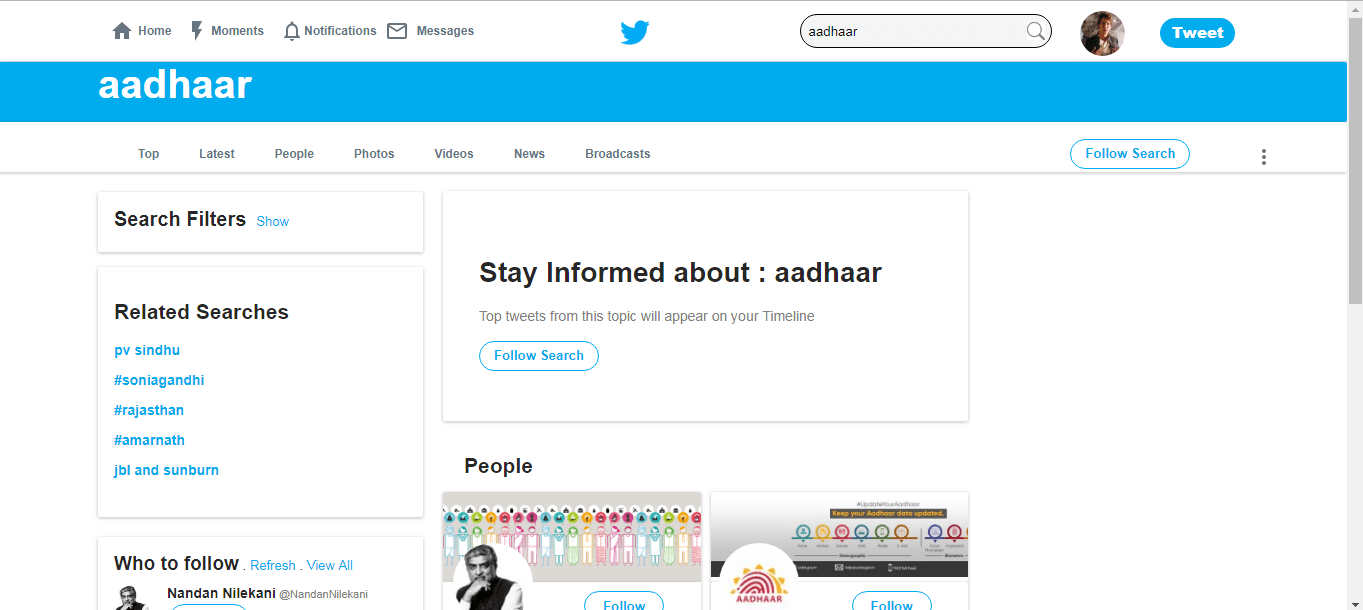 Home Moments Notifications Messages aadhaar Tweet
aadhaar
Top Latest People Photos Videos News Broadcasts Follow Search
Search Filters Show
Related Searches
pv sindhu
#soniagandhi
#rajasthan
#amarnath
jbl and sunburn
Who to follow . Refresh . View All
Nandan Nilekani @NandanNilekani
Stay Informed about : aadhaar
Top tweets from this topic will appear on your Timeline
Follow Search
People
Follow
#UpdateYourAadhaar
Keep your Aadhaar data updated.
Demographic
Biometric
AADHAAR
Follow